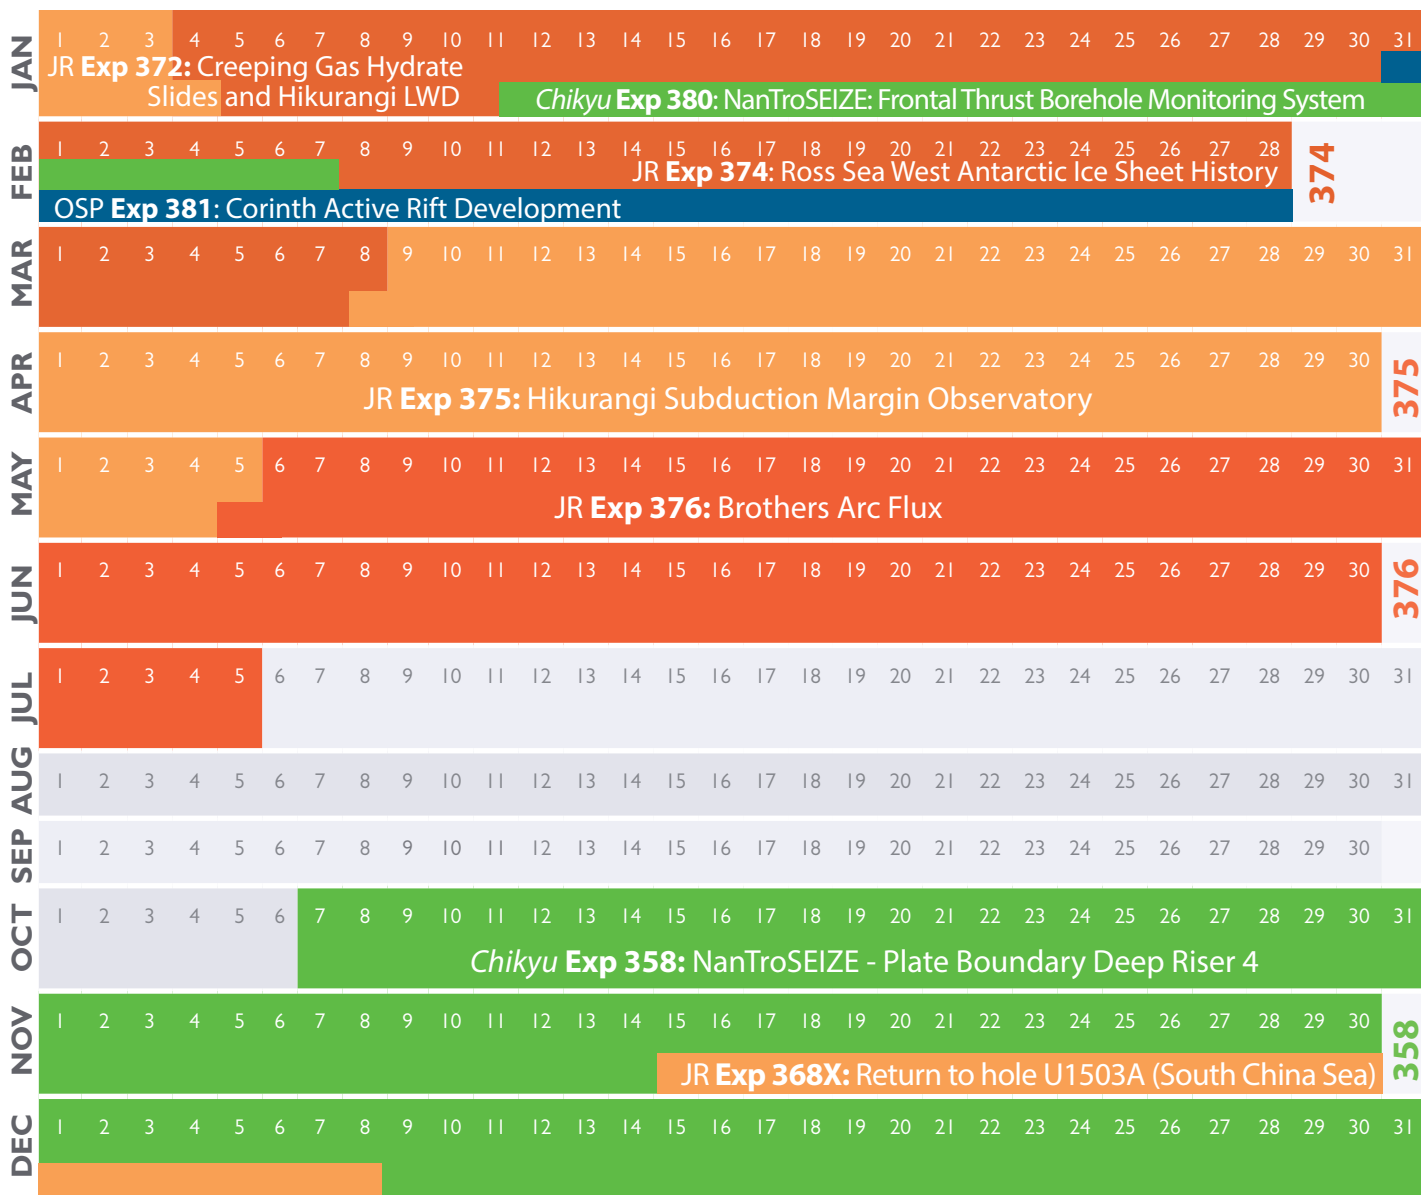 JAN
1 2 3 4 5 6 7 8 9 10 11 12 13 14 15 16 17 18 19 20 21 22 23 24 25 26 27 28 29 30 31
JR Exp 372: Creeping Gas Hydrate
Slides and Hikurangi LWD
Chikyu Exp 380: NanTroSEIZE: Frontal Thrust Borehole Monitoring System
FEB
1 2 3 4 5 6 7 8 9 10 11 12 13 14 15 16 17 18 19 20 21 22 23 24 25 26 27 28
JR Exp 374: Ross Sea West Antarctic Ice Sheet History
374
OSP Exp 381: Corinth Active Rift Development
MAR
1 2 3 4 5 6 7 8 9 10 11 12 13 14 15 16 17 18 19 20 21 22 23 24 25 26 27 28 29 30 31
APR
1 2 3 4 5 6 7 8 9 10 11 12 13 14 15 16 17 18 19 20 21 22 23 24 25 26 27 28 29 30
JR Exp 375: Hikurangi Subduction Margin Observatory
375
MAY
1 2 3 4 5 6 7 8 9 10 11 12 13 14 15 16 17 18 19 20 21 22 23 24 25 26 27 28 29 30 31
JR Exp 376: Brothers Arc Flux
JUN
1 2 3 4 5 6 7 8 9 10 11 12 13 14 15 16 17 18 19 20 21 22 23 24 25 26 27 28 29 30
376
JUL
1 2 3 4 5 6 7 8 9 10 11 12 13 14 15 16 17 18 19 20 21 22 23 24 25 26 27 28 29 30 31
AUG
1 2 3 4 5 6 7 8 9 10 11 12 13 14 15 16 17 18 19 20 21 22 23 24 25 26 27 28 29 30 31
SEP
1 2 3 4 5 6 7 8 9 10 11 12 13 14 15 16 17 18 19 20 21 22 23 24 25 26 27 28 29 30
OCT
1 2 3 4 5 6 7 8 9 10 11 12 13 14 15 16 17 18 19 20 21 22 23 24 25 26 27 28 29 30 31
Chikyu Exp 358: NanTroSEIZE - Plate Boundary Deep Riser 4
NOV
1 2 3 4 5 6 7 8 9 10 11 12 13 14 15 16 17 18 19 20 21 22 23 24 25 26 27 28 29 30
JR Exp 368X: Return to hole U1503A (South China Sea)
358
DEC
1 2 3 4 5 6 7 8 9 10 11 12 13 14 15 16 17 18 19 20 21 22 23 24 25 26 27 28 29 30 31